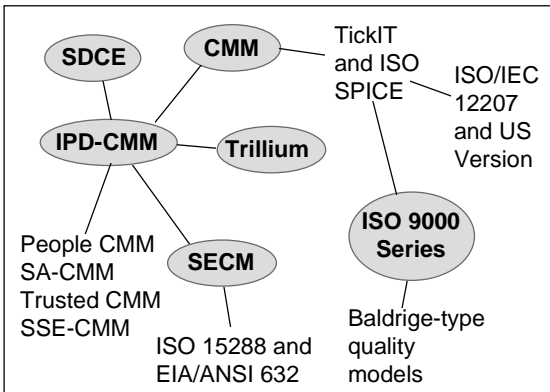 SDCE
CMM
TickIT
and ISO
SPICE
ISO/IEC
12207
and US
Version
IPD-CMM
Trillium
People CMM
SA-CMM
Trusted CMM
SSE-CMM
SECM
ISO 9000
Series
ISO 15288 and
EIA/ANSI 632
Baldrige-type
quality
models